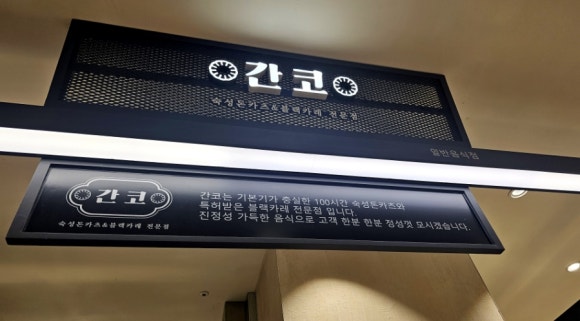 간코
숙성돈카츠&블랙카레 전문점
일반음식점
간코
숙성돈카츠&블랙카레 전문점
간코는 기본기가 충실한 100시간 숙성돈카츠와
특허받은 블랙카레 전문점 입니다.
진정성 가득한 음식으로 고객 한분 한분 정성껏 모시겠습니다.